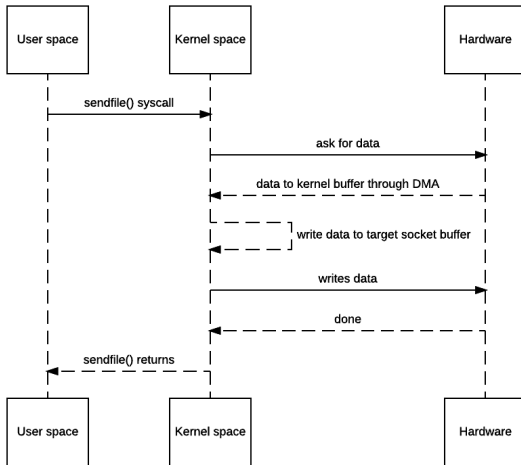 User space
Kernel space
Hardware
sendfile() syscall
ask for data
data to kernel buffer through DMA
write data to target socket buffer
writes data
done
sendfile() returns
User space
Kernel space
Hardware